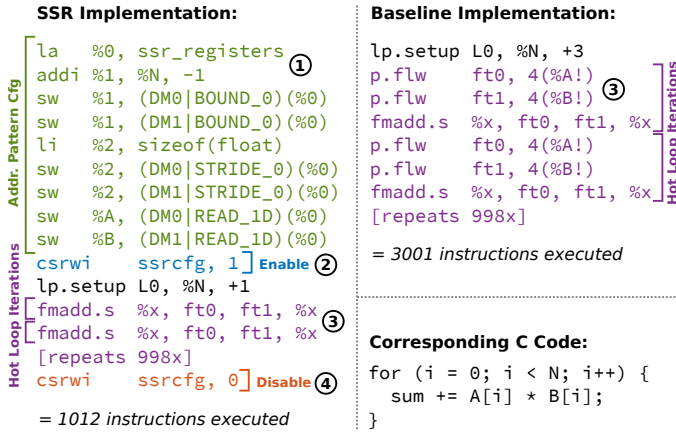 SSR Implementation:
Addr. Pattern Cfg
la %0, ssr_registers
addi %1, %N, -1
①
sw %1, (DM0|BOUND_0)(%0)
sw %1, (DM1|BOUND_0)(%0)
li %2, sizeof(float)
sw %2, (DM0|STRIDE_0)(%0)
sw %2, (DM1|STRIDE_0)(%0)
sw %A, (DM0|READ_1D)(%0)
sw %B, (DM1|READ_1D)(%0)
csrwi ssrcfg, 1 Enable ②
lp.setup L0, %N, +1
Hot Loop Iterations
fmadd.s %x, ft0, ft1, %x
③
fmadd.s %x, ft0, ft1, %x
[repeats 998x]
csrwi ssrcfg, 0 Disable ④
= 1012 instructions executed
Baseline Implementation:
lp.setup L0, %N, +3
p.flw ft0, 4(%A!)
p.flw ft1, 4(%B!)
③
fmadd.s %x, ft0, ft1, %x
p.flw ft0, 4(%A!)
p.flw ft1, 4(%B!)
fmadd.s %x, ft0, ft1, %x
Hot Loop Iterations
[repeats 998x]
= 3001 instructions executed
Corresponding C Code:
for (i = 0; i < N; i++) {
sum += A[i] * B[i];
}